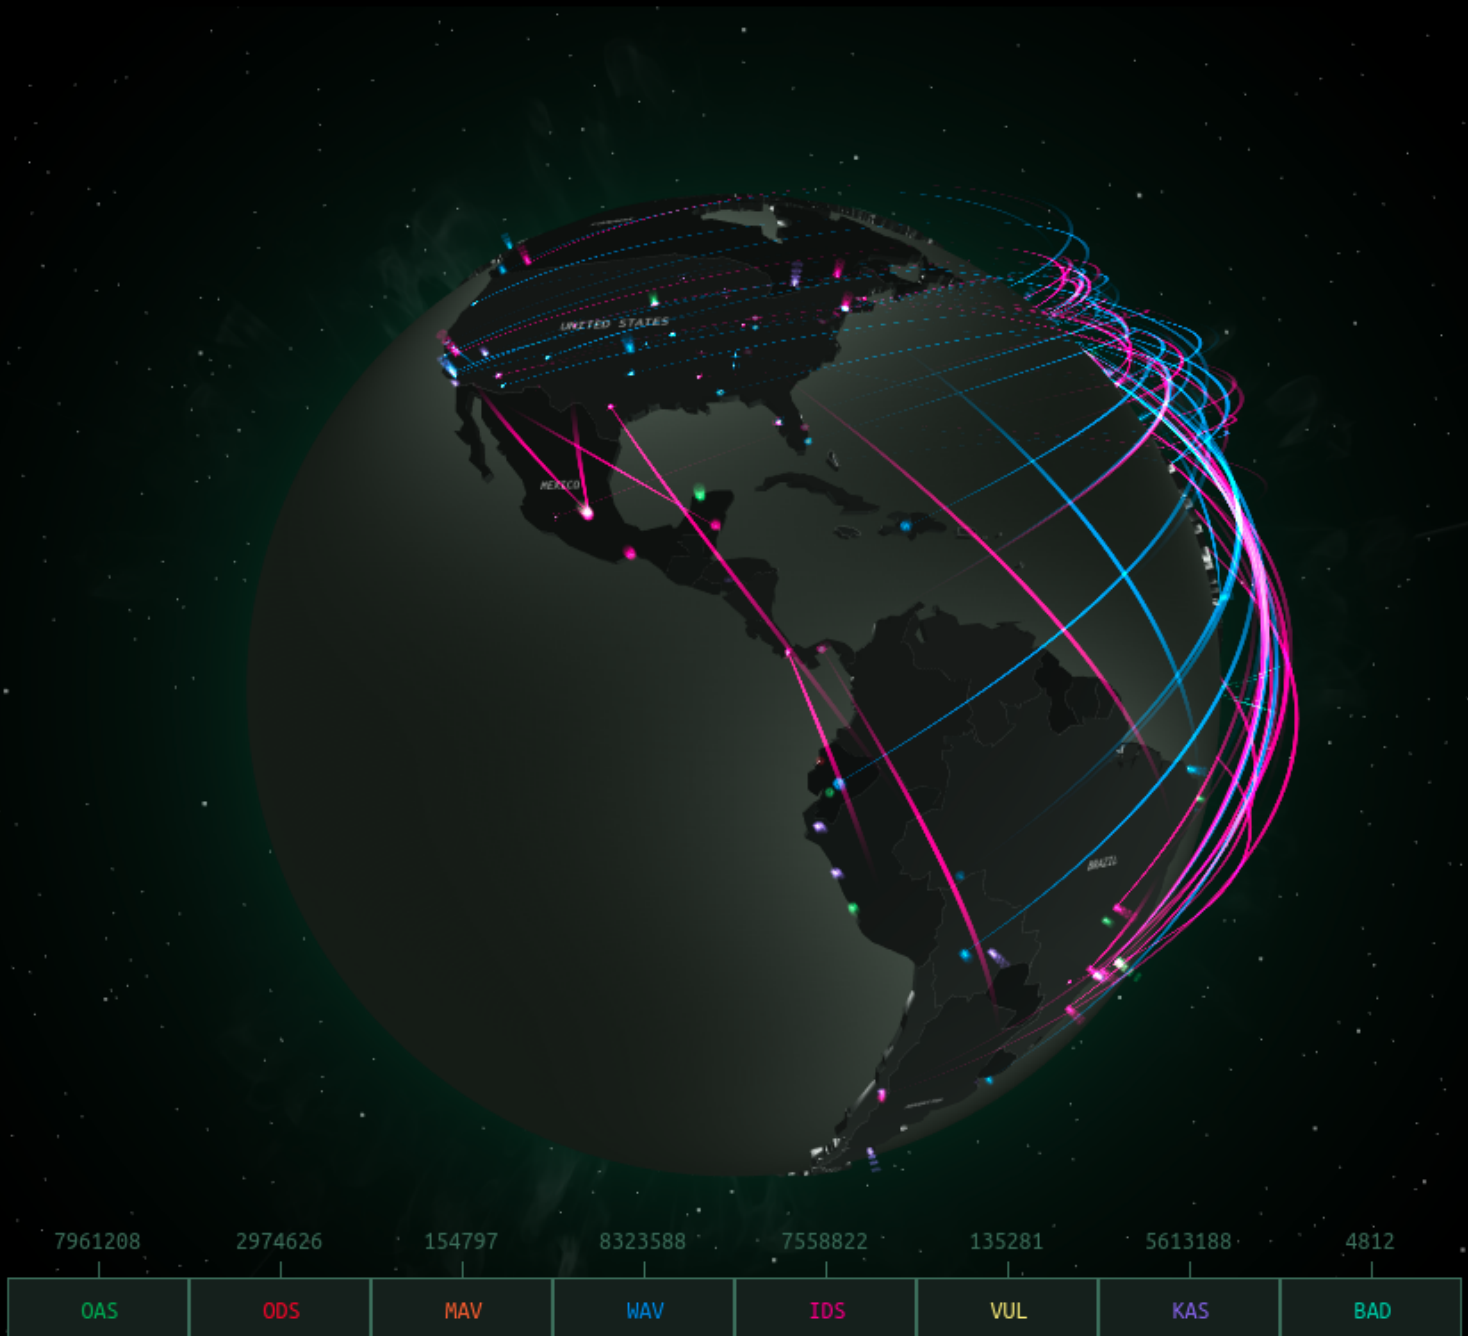 UNITED STATES
MEXICO
BRAZIL
7961208 2974626 154797 8323588 7558822 135281 5613188 4812
OAS ODS MAV WAV IDS VUL KAS BAD